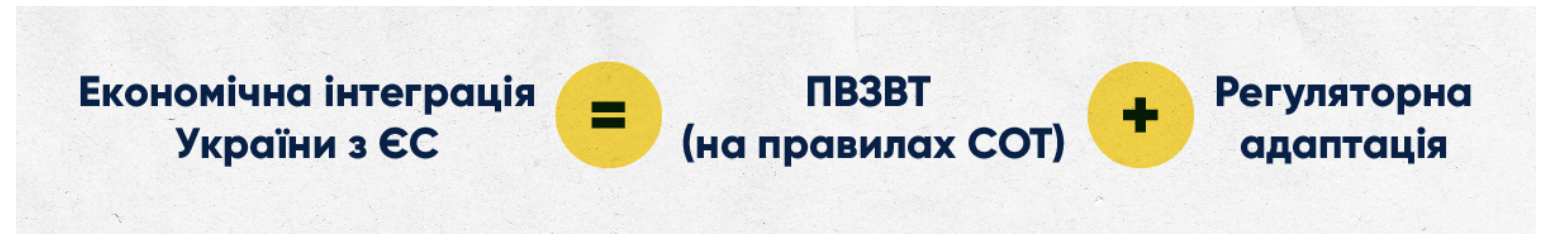 Економічна інтеграція
України з ЄС
=
ПВЗВТ
(на правилах СОТ)
+
Регуляторна
адаптація